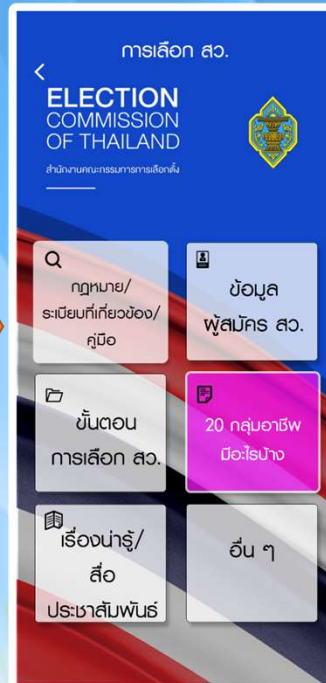 การเลือก สว.
ELECTION
COMMISSION
OF THAILAND
สำนักงานคณะกรรมการการเลือกตั้ง
กฎหมาย/
ระเบียบที่เกี่ยวข้อง/
คู่มือ
ข้อมูล
ผู้สมัคร สว.
ขั้นตอน
การเลือก สว.
20 กลุ่มอาชีพ
มีอะไรบ้าง
เรื่องน่ารู้/
สื่อ
ประชาสัมพันธ์
อื่น ๆ